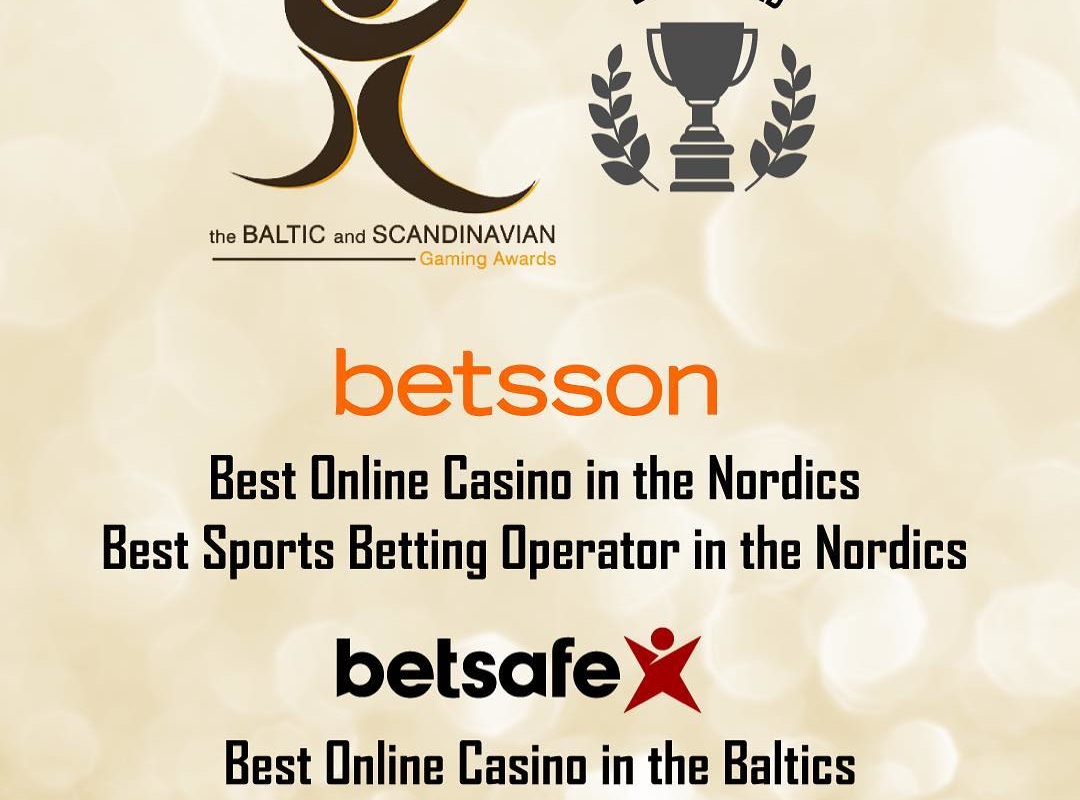 the BALTIC and SCANDINAVIAN
Gaming Awards
betsson
Best Online Casino in the Nordics
Best Sports Betting Operator in the Nordics
betsafe
Best Online Casino in the Baltics